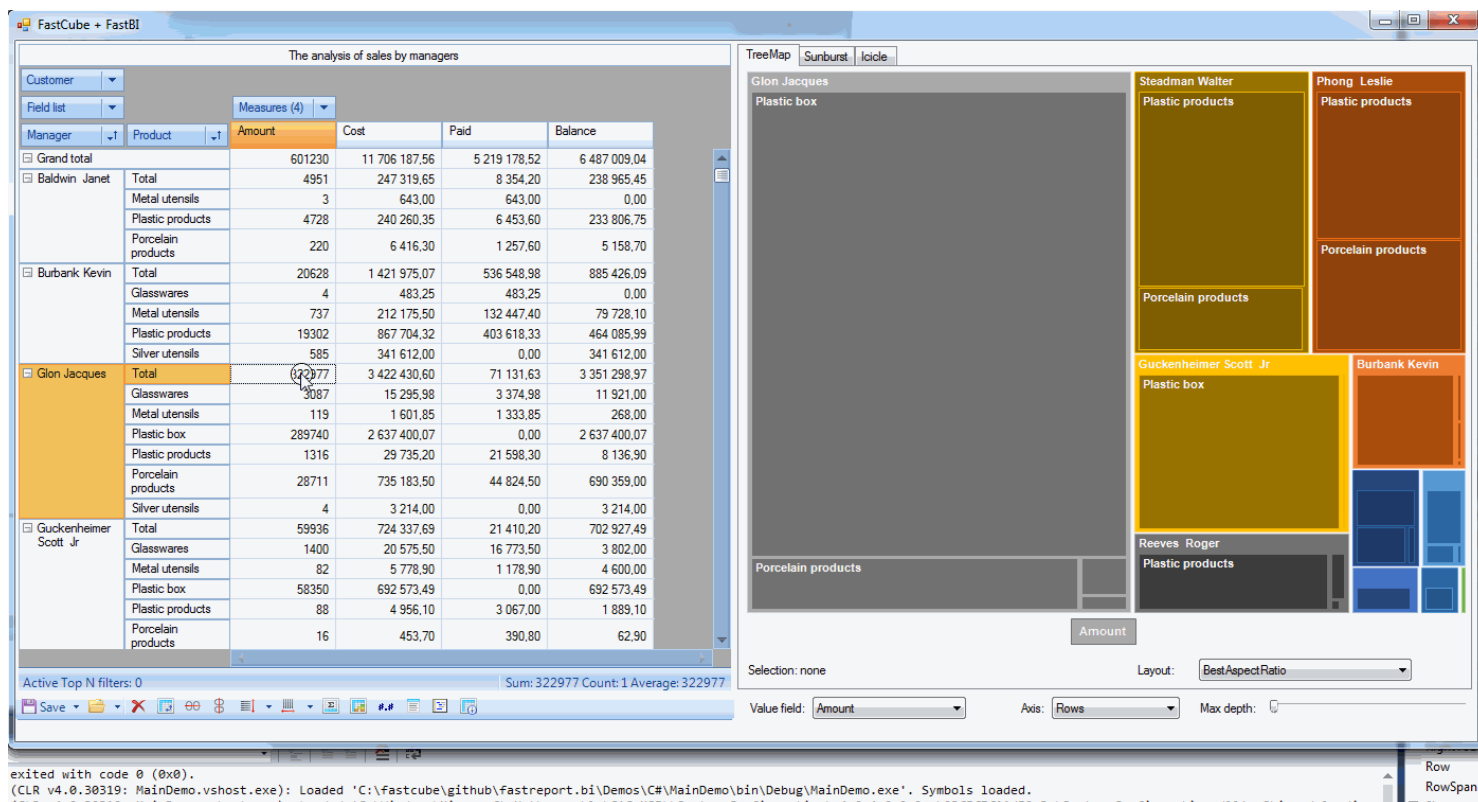 FastCube + FastBI
The analysis of sales by managers
Customer
Field list
Measures (4)
Manager Product Amount Cost Paid Balance
Grand total 601230 11 706 187,56 5 219 178,52 6 487 009,04
Baldwin Janet Total 4951 247 319,65 8 354,20 238 965,45
Metal utensils 3 643,00 643,00 0,00
Plastic products 4728 240 260,35 6 453,60 233 806,75
Porcelain products 220 6 416,30 1 257,60 5 158,70
Burbank Kevin Total 20628 1 421 975,07 536 548,98 885 426,09
Glasswares 4 483,25 483,25 0,00
Metal utensils 737 212 175,50 132 447,40 79 728,10
Plastic products 19302 867 704,32 403 618,33 464 085,99
Silver utensils 585 341 612,00 0,00 341 612,00
Glon Jacques Total 322977 3 422 430,60 71 131,63 3 351 298,97
Glasswares 3087 15 295,98 3 374,98 11 921,00
Metal utensils 119 1 601,85 1 333,85 268,00
Plastic box 289740 2 637 400,07 0,00 2 637 400,07
Plastic products 1316 29 735,20 21 598,30 8 136,90
Porcelain products 28711 735 183,50 44 824,50 690 359,00
Silver utensils 4 3 214,00 0,00 3 214,00
Guckenheimer Scott Jr Total 59936 724 337,69 21 410,20 702 927,49
Glasswares 1400 20 575,50 16 773,50 3 802,00
Metal utensils 82 5 778,90 1 178,90 4 600,00
Plastic box 58350 692 573,49 0,00 692 573,49
Plastic products 88 4 956,10 3 067,00 1 889,10
Porcelain products 16 453,70 390,80 62,90
Active Top N filters: 0
Sum: 322977 Count: 1 Average: 322977
Save
#.#
TreeMap Sunburst Icicle
Glon Jacques
Plastic box
Porcelain products
Steadman Walter
Plastic products
Porcelain products
Phong Leslie
Plastic products
Porcelain products
Guckenheimer Scott Jr
Plastic box
Burbank Kevin
Reeves Roger
Plastic products
Amount
Selection: none
Layout: BestAspectRatio
Value field: Amount
Axis: Rows
Max depth:
exited with code 0 (0x0).
(CLR v4.0.30319: MainDemo.vshost.exe): Loaded 'C:\fastcube\github\fastreport.bi\Demos\C#\MainDemo\bin\Debug\MainDemo.exe'. Symbols loaded.
Row
RowSpan